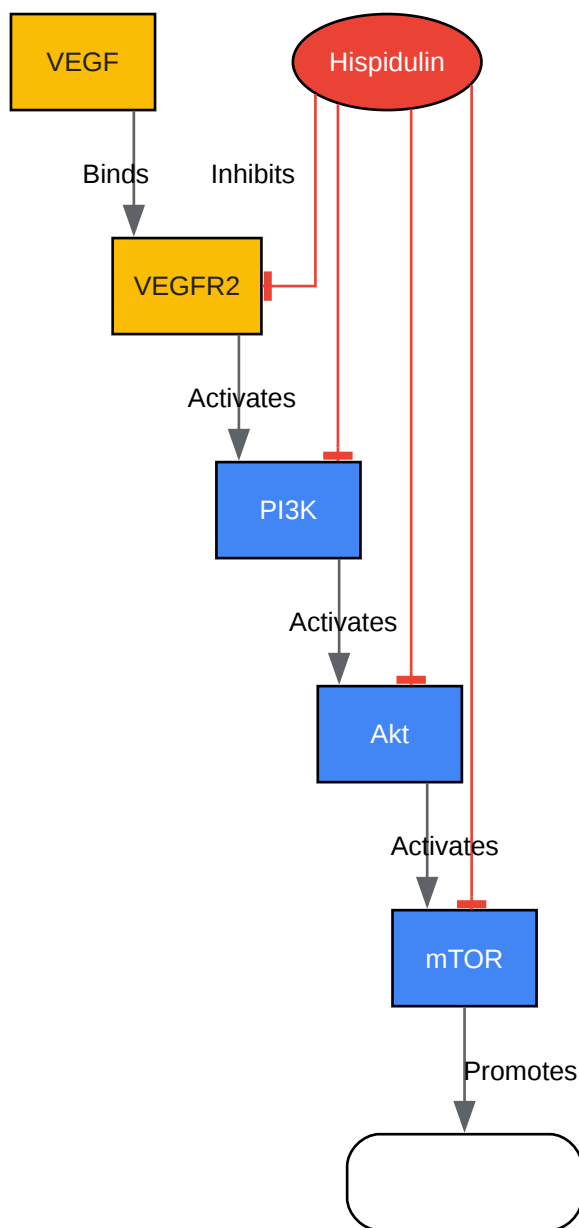 VEGF
Hispidulin
Binds
Inhibits
VEGFR2
Activates
PI3K
Activates
Akt
Activates
mTOR
Promotes